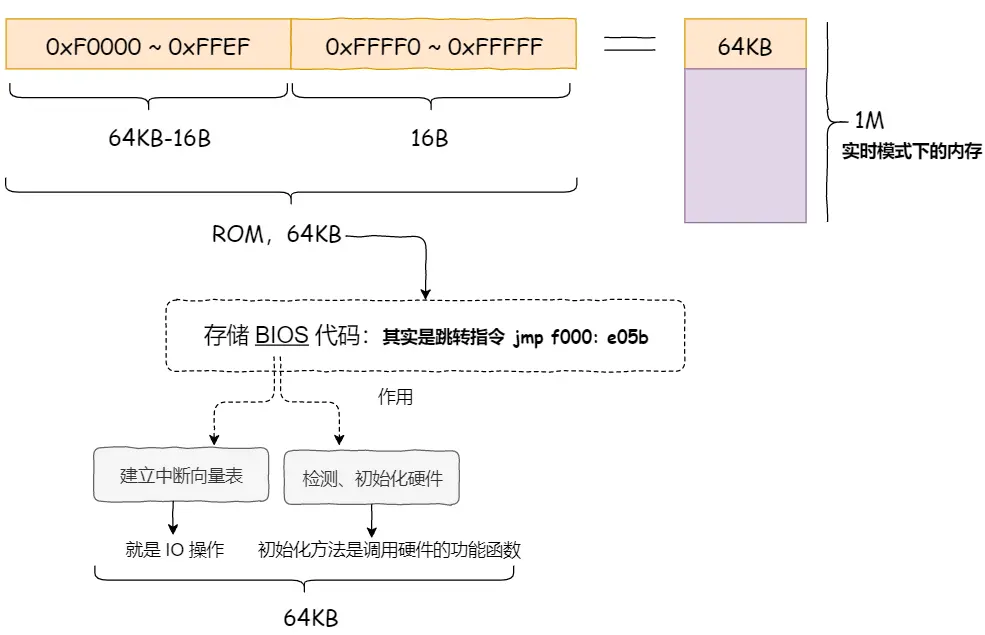 0xF0000 ~ 0xFFEF
0xFFFF0 ~ 0xFFFFF
64KB
64KB-16B
16B
1M
实时模式下的内存
ROM，64KB
存储 BIOS 代码：其实是跳转指令 jmp f000：e05b
作用
建立中断向量表
检测、初始化硬件
就是 IO 操作
初始化方法是调用硬件的功能函数
64KB